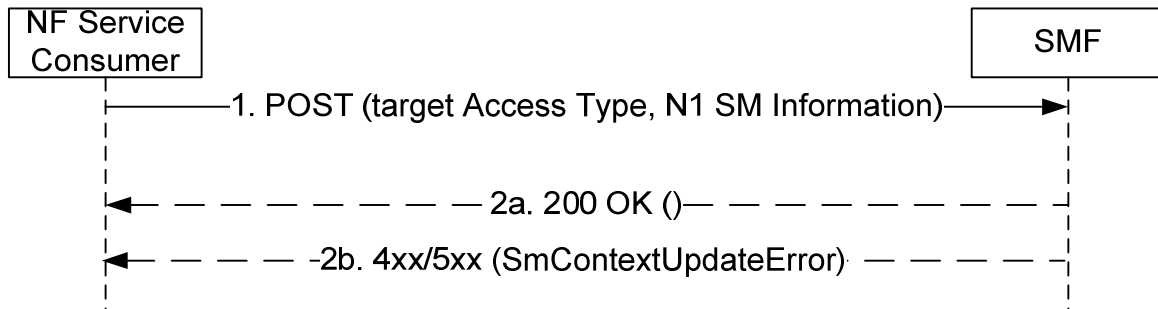 NF Service
Consumer
SMF
1. POST (target Access Type, N1 SM Information)
2a. 200 OK ()
2b. 4xx/5xx (SmContextUpdateError)